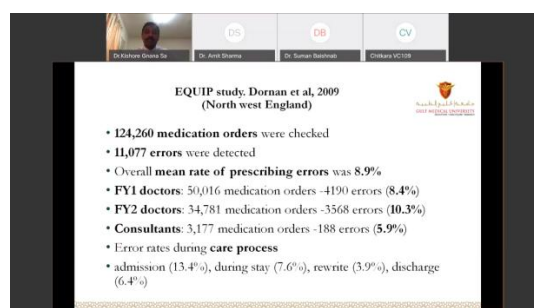 DS
DB
CV
Dr.Kishore Gnana Sa
Dr. Amit Sharma
Dr. Suman Baishnab
Chitkara VC109
EQUIP study. Dornan et al, 2009
(North west England)
GULF MEDICAL UNIVERSITY
• 124,260 medication orders were checked
• 11,077 errors were detected
• Overall mean rate of prescribing errors was 8.9%
• FY1 doctors: 50,016 medication orders -4190 errors (8.4%)
• FY2 doctors: 34,781 medication orders -3568 errors (10.3%)
• Consultants: 3,177 medication orders -188 errors (5.9%)
• Error rates during care process
• admission (13.4%), during stay (7.6%), rewrite (3.9%), discharge
(6.4%)